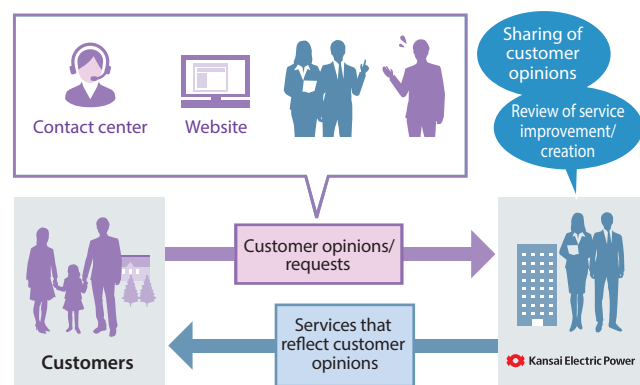 Sharing of
customer
opinions
Review of service
improvement/
creation
Contact center
Website
Customer opinions/
requests
Services that
reflect customer
opinions
Customers
Kansai Electric Power